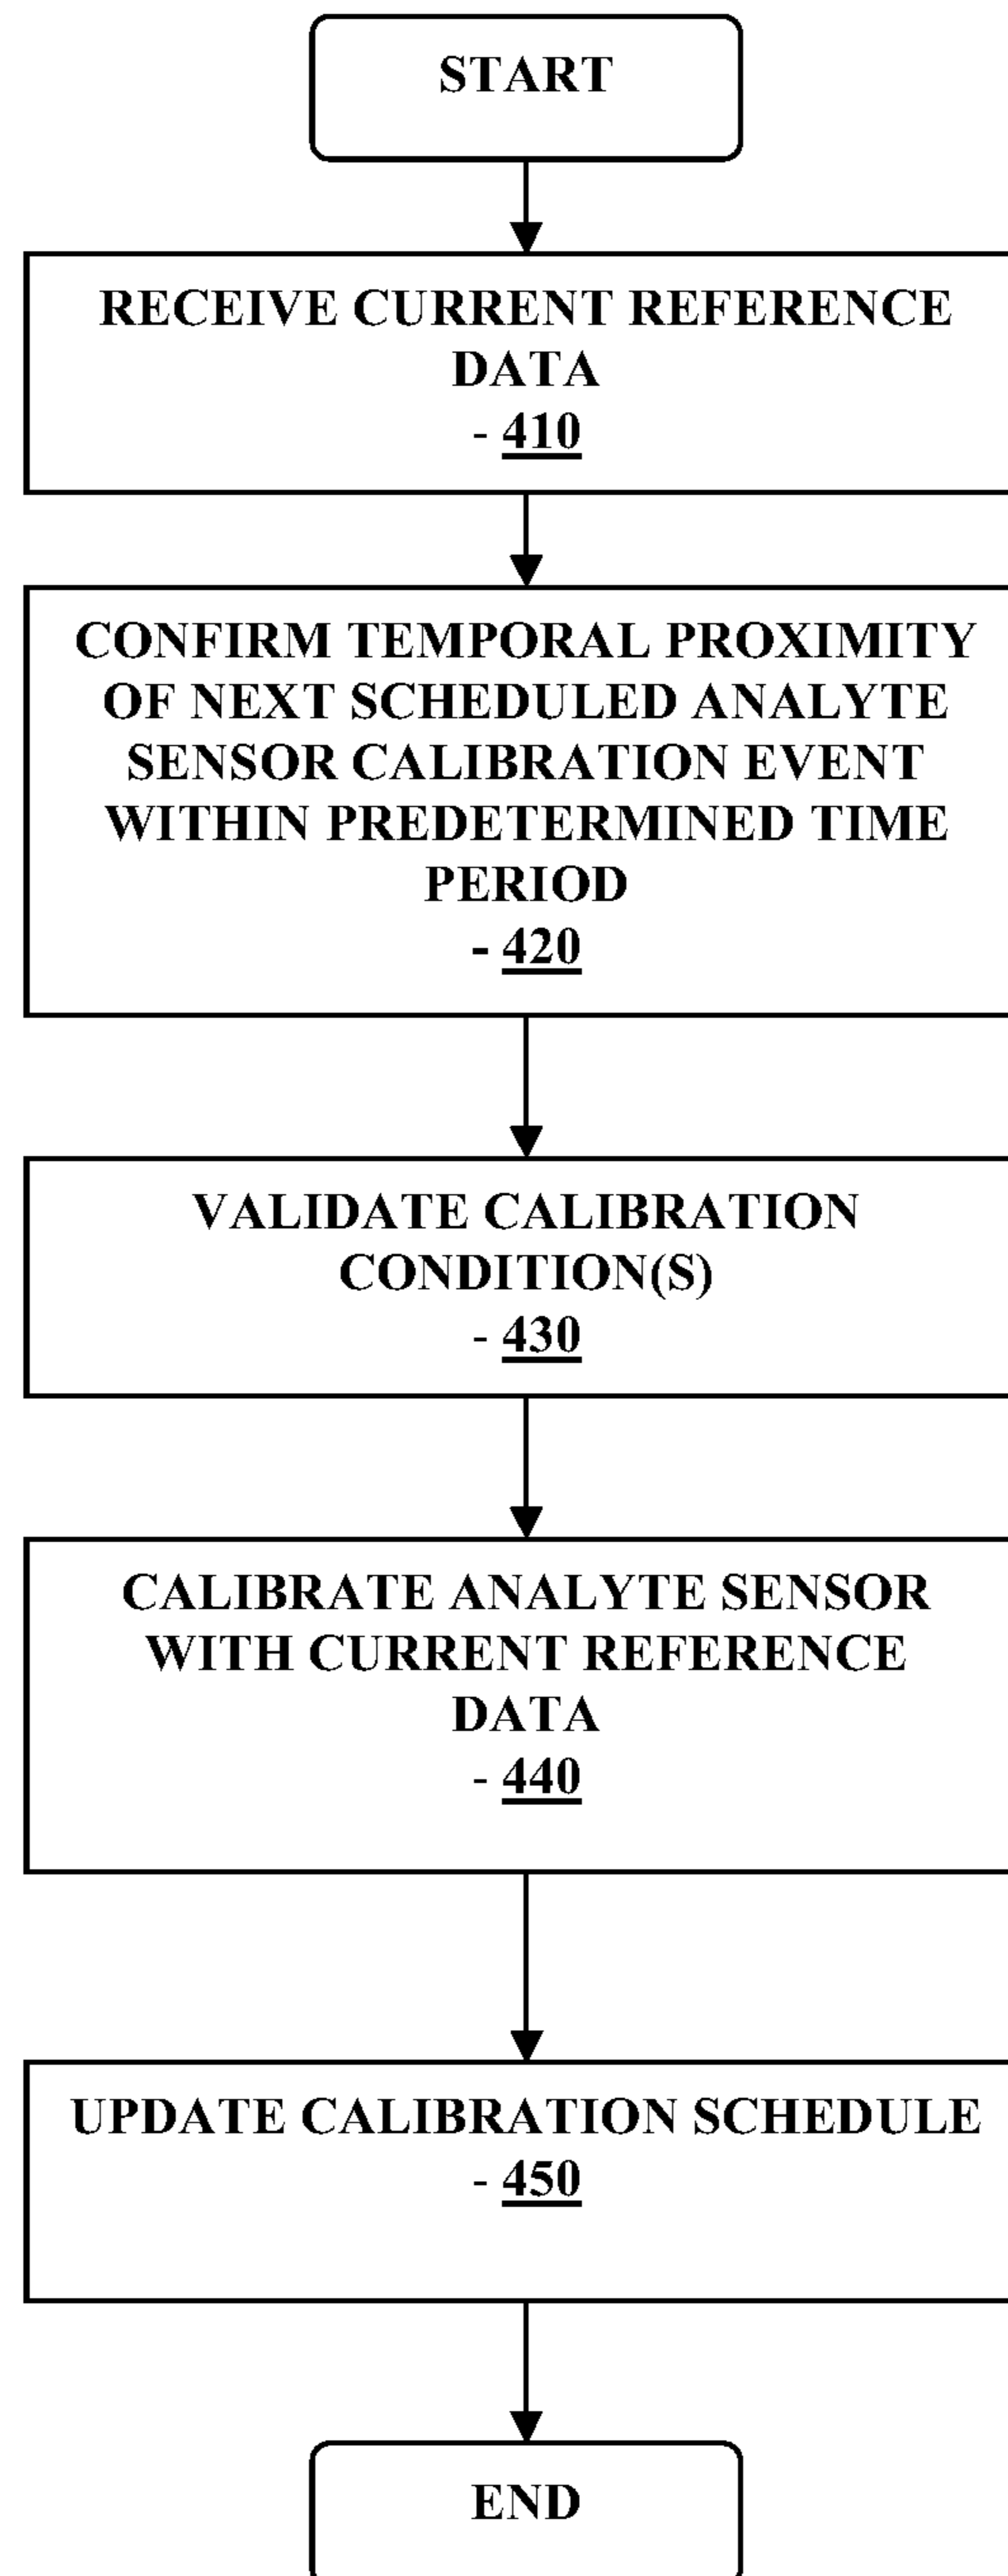 START
RECEIVE CURRENT REFERENCE
DATA
- 410
CONFIRM TEMPORAL PROXIMITY
OF NEXT SCHEDULED ANALYTE
SENSOR CALIBRATION EVENT
WITHIN PREDETERMINED TIME
PERIOD
- 420
VALIDATE CALIBRATION
CONDITION(S)
- 430
CALIBRATE ANALYTE SENSOR
WITH CURRENT REFERENCE
DATA
- 440
UPDATE CALIBRATION SCHEDULE
- 450
END